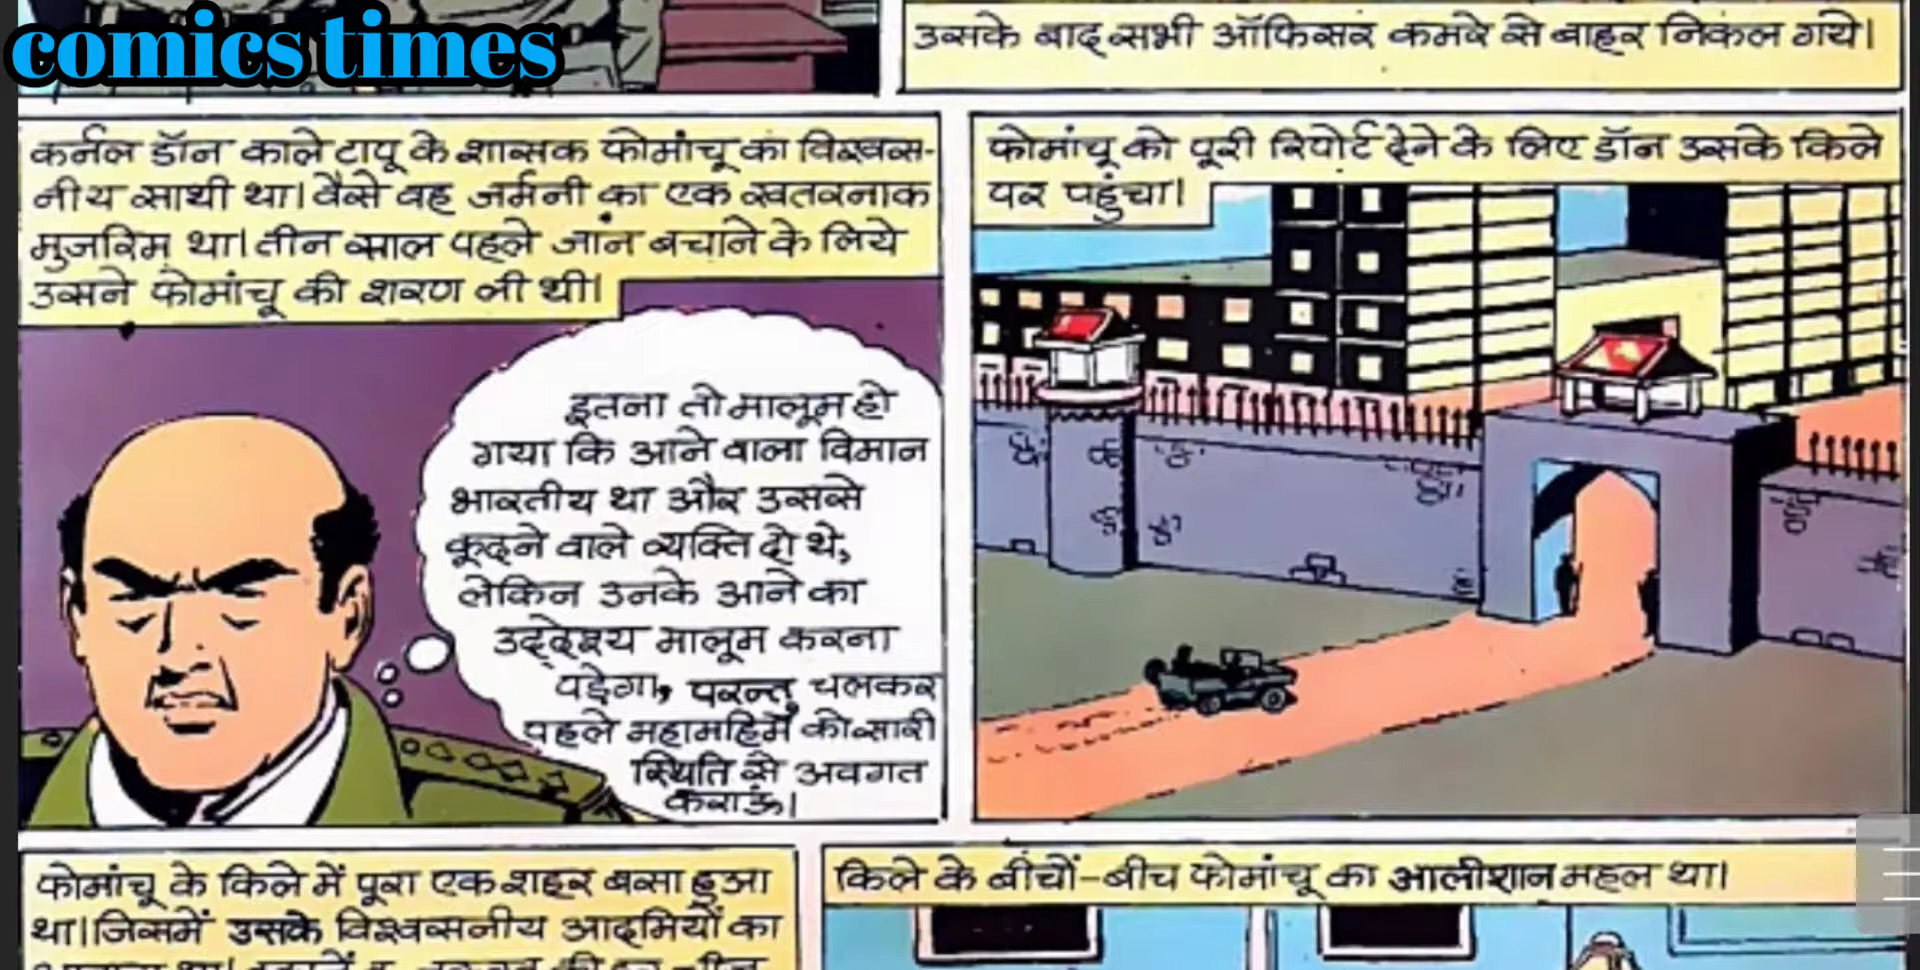 comics times
उसके बाद सभी ऑफिसर कमरे से बाहर निकल गये।
कर्नल डॉन काले टापू के शासक फोमांचू का विश्वस-
नीय साथी था। वैसे वह जर्मनी का एक खतरनाक
मुजरिम था। तीन साल पहले जान बचाने के लिये
उसने फोमांचू की शरण ली थी।
इतना तो मालूम हो
गया कि आने वाला विमान
भारतीय था और उससे
कूदने वाले व्यक्ति दो थे,
लेकिन उनके आने का
उद्देश्य मालूम करना
पड़ेगा, परन्तु चलकर
पहले महामहिम को सारी
स्थिति से अवगत
कराऊं।
फोमांचू को पूरी रिपोर्ट देने के लिए डॉन उसके किले
पर पहुंचा।
फोमांचू के किले में पूरा एक शहर बसा हुआ
था। जिसमें उसके विश्वसनीय आदमियों का
किले के बीचों-बीच फोमांचू का आलीशान महल था।